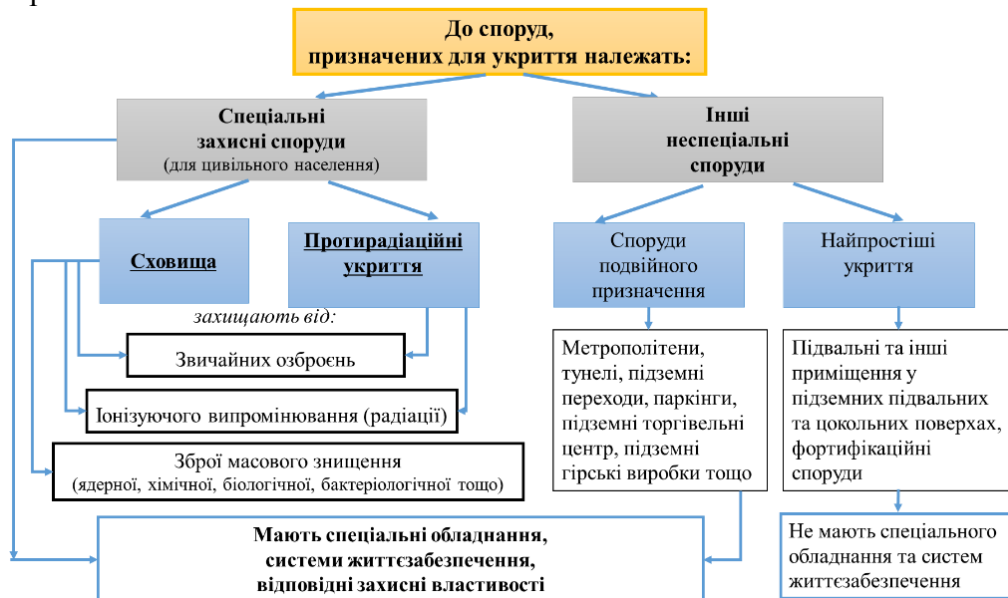 До споруд,
призначених для укриття належать:
Спеціальні
захисні споруди
(для цивільного населення)
Інші
неспеціальні
споруди
Сховища
Протирадіаційні
укриття
Споруди
подвійного
призначення
Найпростіші
укриття
захищають від:
Звичайних озброєнь
Іонізуючого випромінювання (радіації)
Зброї масового знищення
(ядерної, хімічної, біологічної, бактеріологічної тощо)
Метрополітени,
тунелі, підземні
переходи, паркінги,
підземні торгівельні
центр, підземні
гірські виробки тощо
Підвальні та інші
приміщення у
підземних підвальних
та цокольних поверхах,
фортифікаційні
споруди
Мають спеціальні обладнання,
системи життєзабезпечення,
відповідні захисні властивості
Не мають спеціального
обладнання та систем
життєзабезпечення